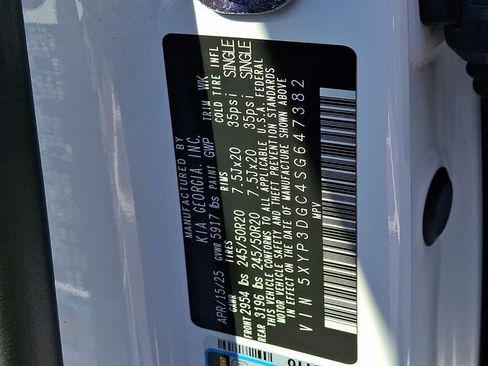 MANUFACTURED BY
KIA GEORGIA, INC.
APR/15/25 GVWR 5917 lbs PAINT GWP TRIM WK
GAWR TIRES RIMS COLD TIRE INFL
FRONT 2954 lbs 245/50R20 7.5Jx20 35psi SINGLE
REAR 3196 lbs 245/50R20 7.5Jx20 35psi SINGLE
THIS VEHICLE CONFORMS TO ALL APPLICABLE U.S.A. FEDERAL
MOTOR VEHICLE SAFETY AND THEFT PREVENTION STANDARDS
IN EFFECT ON THE DATE OF MANUFACTURE SHOWN ABOVE
VIN 5XYP3DGC4SG647382
MPV